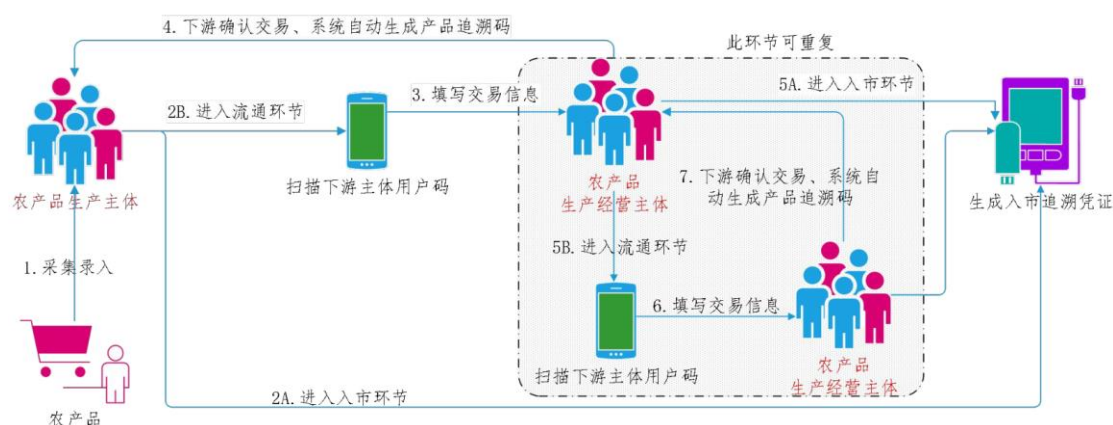 4.下游确认交易、系统自动生成产品追溯码
此环节可重复
2B.进入流通环节
3.填写交易信息
5A.进入入市环节
扫描下游主体用户码
农产品生产主体
农产品
生产经营主体
7.下游确认交易、系统自
动生成产品追溯码
生成入市追溯凭证
1.采集录入
5B.进入流通环节
6.填写交易信息
扫描下游主体用户码
农产品
生产经营主体
2A.进入入市环节
农产品